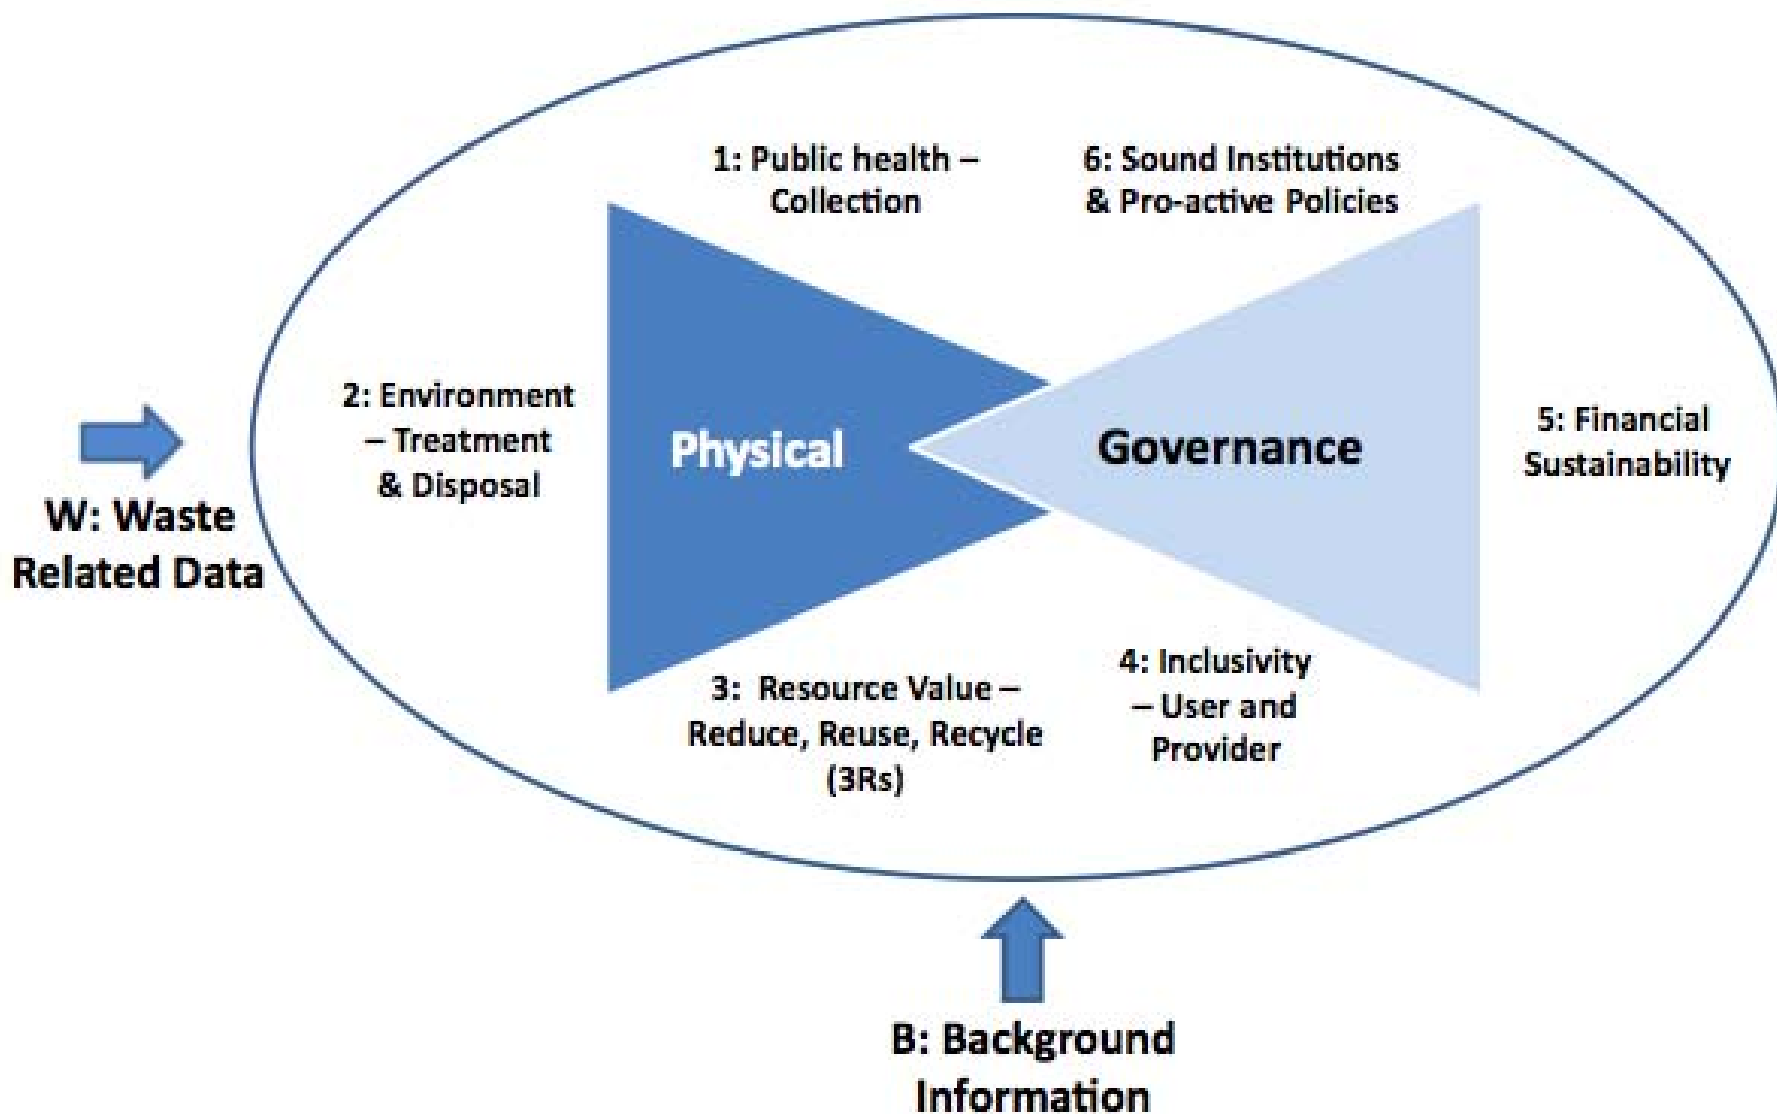 1: Public health –
Collection
6: Sound Institutions
& Pro-active Policies
2: Environment
– Treatment
& Disposal
Physical
Governance
5: Financial
Sustainability
W: Waste
Related Data
3:  Resource Value –
Reduce, Reuse, Recycle
(3Rs)
4: Inclusivity
– User and
Provider
B: Background
Information